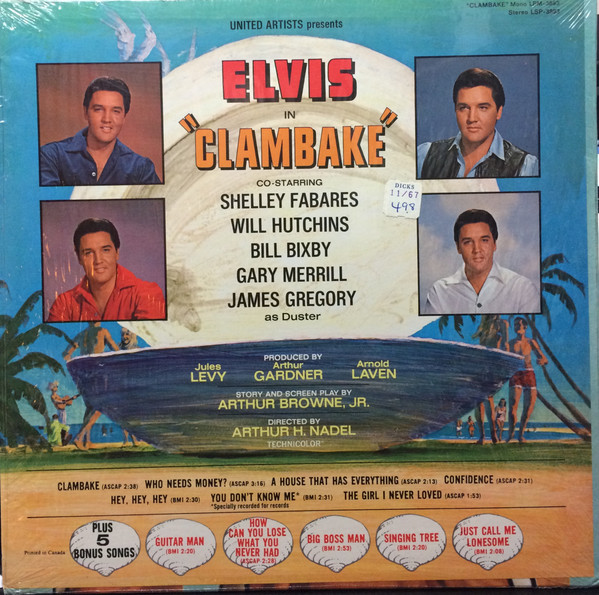 "CLAMBAKE" Mono LPM-3893
Stereo LSP-3893
UNITED ARTISTS presents
ELVIS
IN
"CLAMBAKE"
CO-STARRING
SHELLEY FABARES
WILL HUTCHINS
BILL BIXBY
GARY MERRILL
JAMES GREGORY
as Duster
DICKS
11/67
4.98
PRODUCED BY
Jules LEVY
Arthur GARDNER
Arnold LAVEN
STORY AND SCREEN PLAY BY
ARTHUR BROWNE, JR.
DIRECTED BY
ARTHUR H. NADEL
TECHNICOLOR®
CLAMBAKE (ASCAP 2:38) WHO NEEDS MONEY? (ASCAP 3:16) A HOUSE THAT HAS EVERYTHING (ASCAP 2:13) CONFIDENCE (ASCAP 2:31)
HEY, HEY, HEY (BMI 2:30) YOU DON'T KNOW ME* (BMI 2:31) THE GIRL I NEVER LOVED (ASCAP 1:53)
*Specially recorded for records
Printed in Canada
PLUS
5
BONUS SONGS
GUITAR MAN
(BMI 2:20)
HOW
CAN YOU LOSE
WHAT YOU
NEVER HAD
(ASCAP 2:28)
BIG BOSS MAN
(BMI 2:53)
SINGING TREE
(BMI 2:20)
JUST CALL ME
LONESOME
(BMI 2:08)